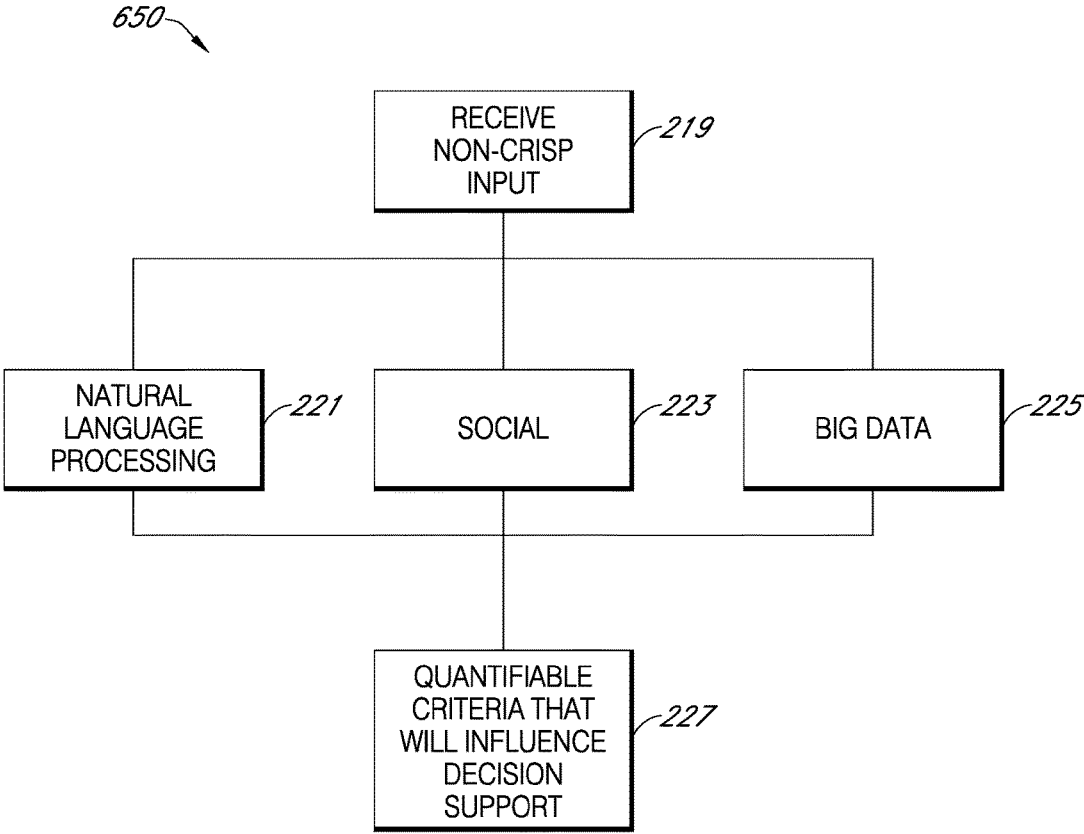 650
RECEIVE
NON-CRISP
INPUT
219
NATURAL
LANGUAGE
PROCESSING
221
SOCIAL
223
BIG DATA
225
QUANTIFIABLE
CRITERIA THAT
WILL INFLUENCE
DECISION
SUPPORT
227